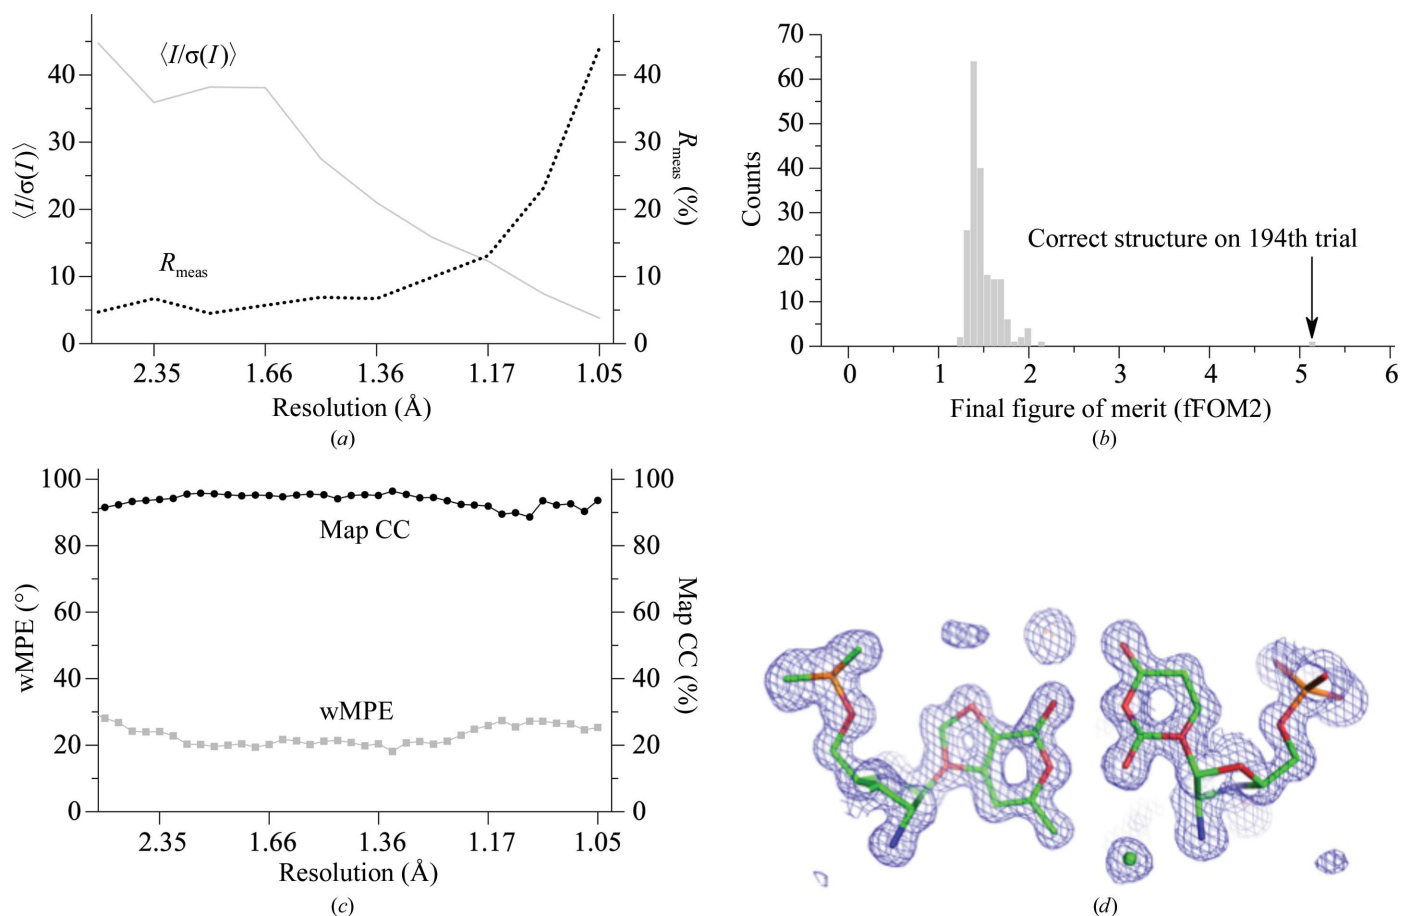 ⟨I/σ(I)⟩
40
30
20
10
0
⟨I/σ(I)⟩
R_meas
40
30
20
10
0
R_meas (%)
2.35 1.66 1.36 1.17 1.05
Resolution (Å)
(a)
70
60
50
40
30
20
10
0
Counts
Correct structure on 194th trial
0 1 2 3 4 5 6
Final figure of merit (fFOM2)
(b)
100
80
60
40
20
0
wMPE (°)
Map CC
wMPE
100
80
60
40
20
0
Map CC (%)
2.35 1.66 1.36 1.17 1.05
Resolution (Å)
(c)
(d)